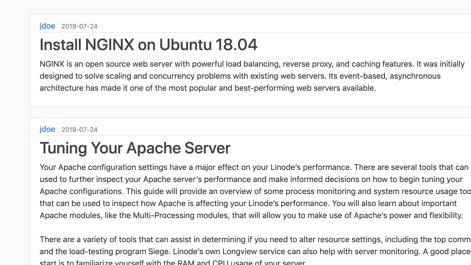 jdoe 2019-07-24
Install NGINX on Ubuntu 18.04
NGINX is an open source web server with powerful load balancing, reverse proxy, and caching features. It was initially
designed to solve scaling and concurrency problems with existing web servers. Its event-based, asynchronous
architecture has made it one of the most popular and best-performing web servers available.
jdoe 2019-07-24
Tuning Your Apache Server
Your Apache configuration settings have a major effect on your Linode's performance. There are several tools that can
used to further inspect your Apache server's performance and make informed decisions on how to begin tuning your
Apache configurations. This guide will provide an overview of some process monitoring and system resource usage too
that can be used to inspect how Apache is affecting your Linode's performance. You will also learn about important
Apache modules, like the Multi-Processing modules, that will allow you to make use of Apache's power and flexibility.
There are a variety of tools that can assist in determining if you need to alter resource settings, including the top comm
and the load-testing program Siege. Linode's own Longview service can also help with server monitoring. A good place
start is to familiarize yourself with the RAM and CPU usage of your server.